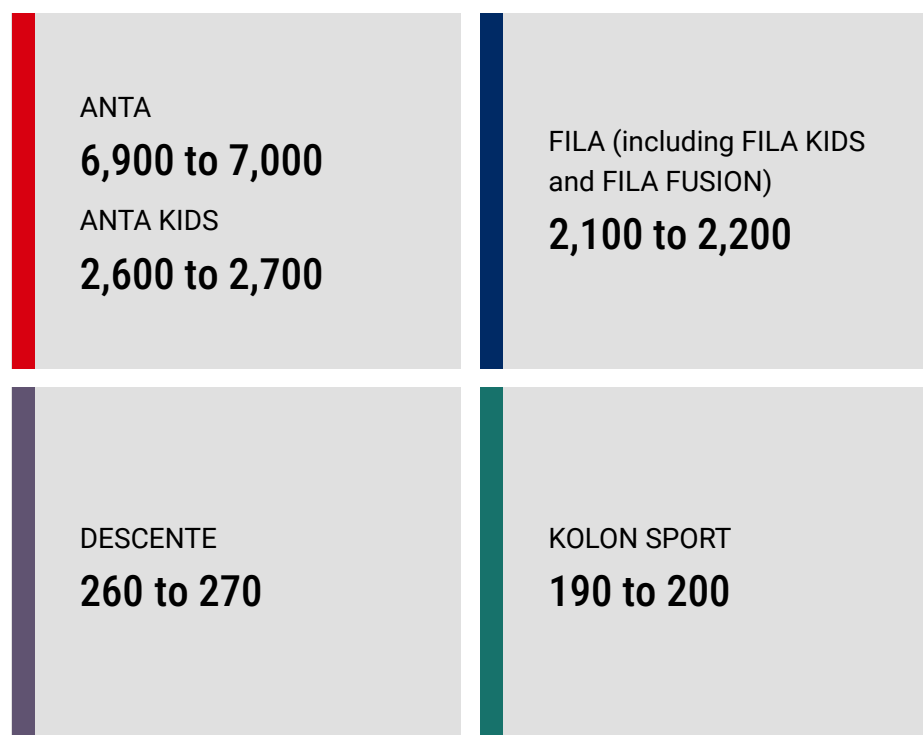 ANTA
6,900 to 7,000
ANTA KIDS
2,600 to 2,700
FILA (including FILA KIDS
and FILA FUSION)
2,100 to 2,200
DESCENTE
260 to 270
KOLON SPORT
190 to 200